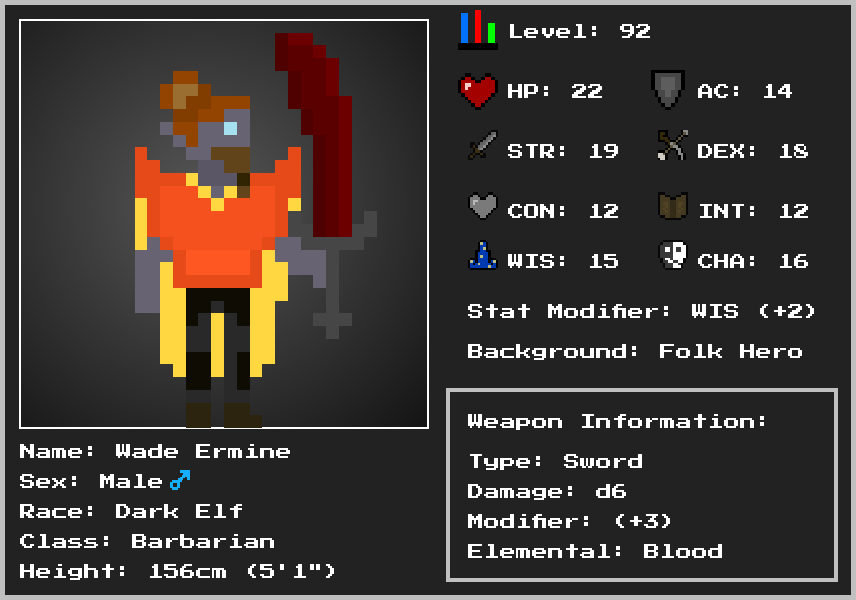 Level: 92
HP: 22
AC: 14
STR: 19
DEX: 18
CON: 12
INT: 12
WIS: 15
CHA: 16
Stat Modifier: WIS (+2)
Background: Folk Hero
Weapon Information:
Type: Sword
Damage: d6
Modifier: (+3)
Elemental: Blood
Name: Wade Ermine
Sex: Male♂
Race: Dark Elf
Class: Barbarian
Height: 156cm (5'1")